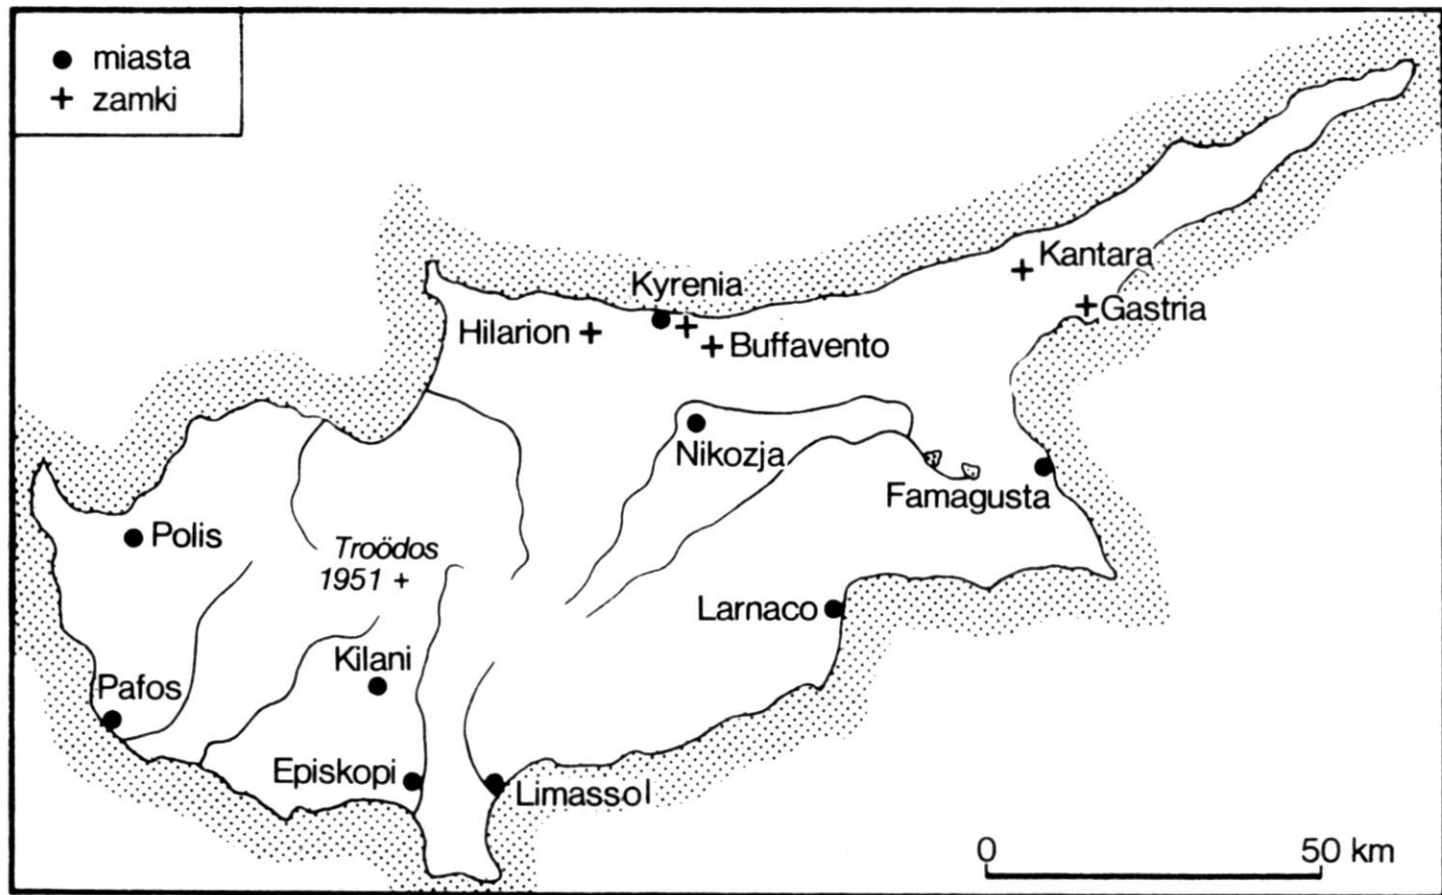 miasta
zamki
Kyrenia
Kantara
Gastria
Hilarion
Buffavento
Nikozja
Famagusta
Polis
Troödos
1951
Larnaco
Kilani
Pafos
Episkopi
Limassol
0 50 km